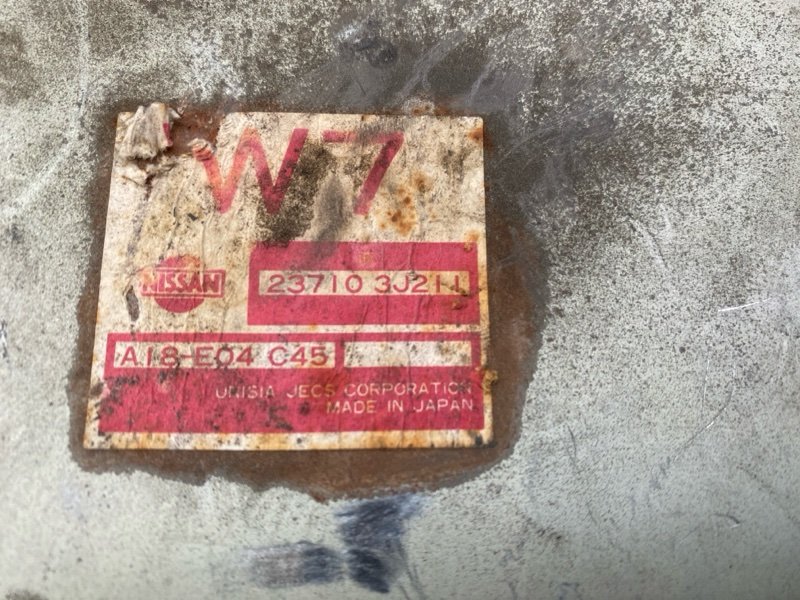 W7
NISSAN
23710 3J211
A18-E04 C45
UNISIA JECS CORPORATION
MADE IN JAPAN